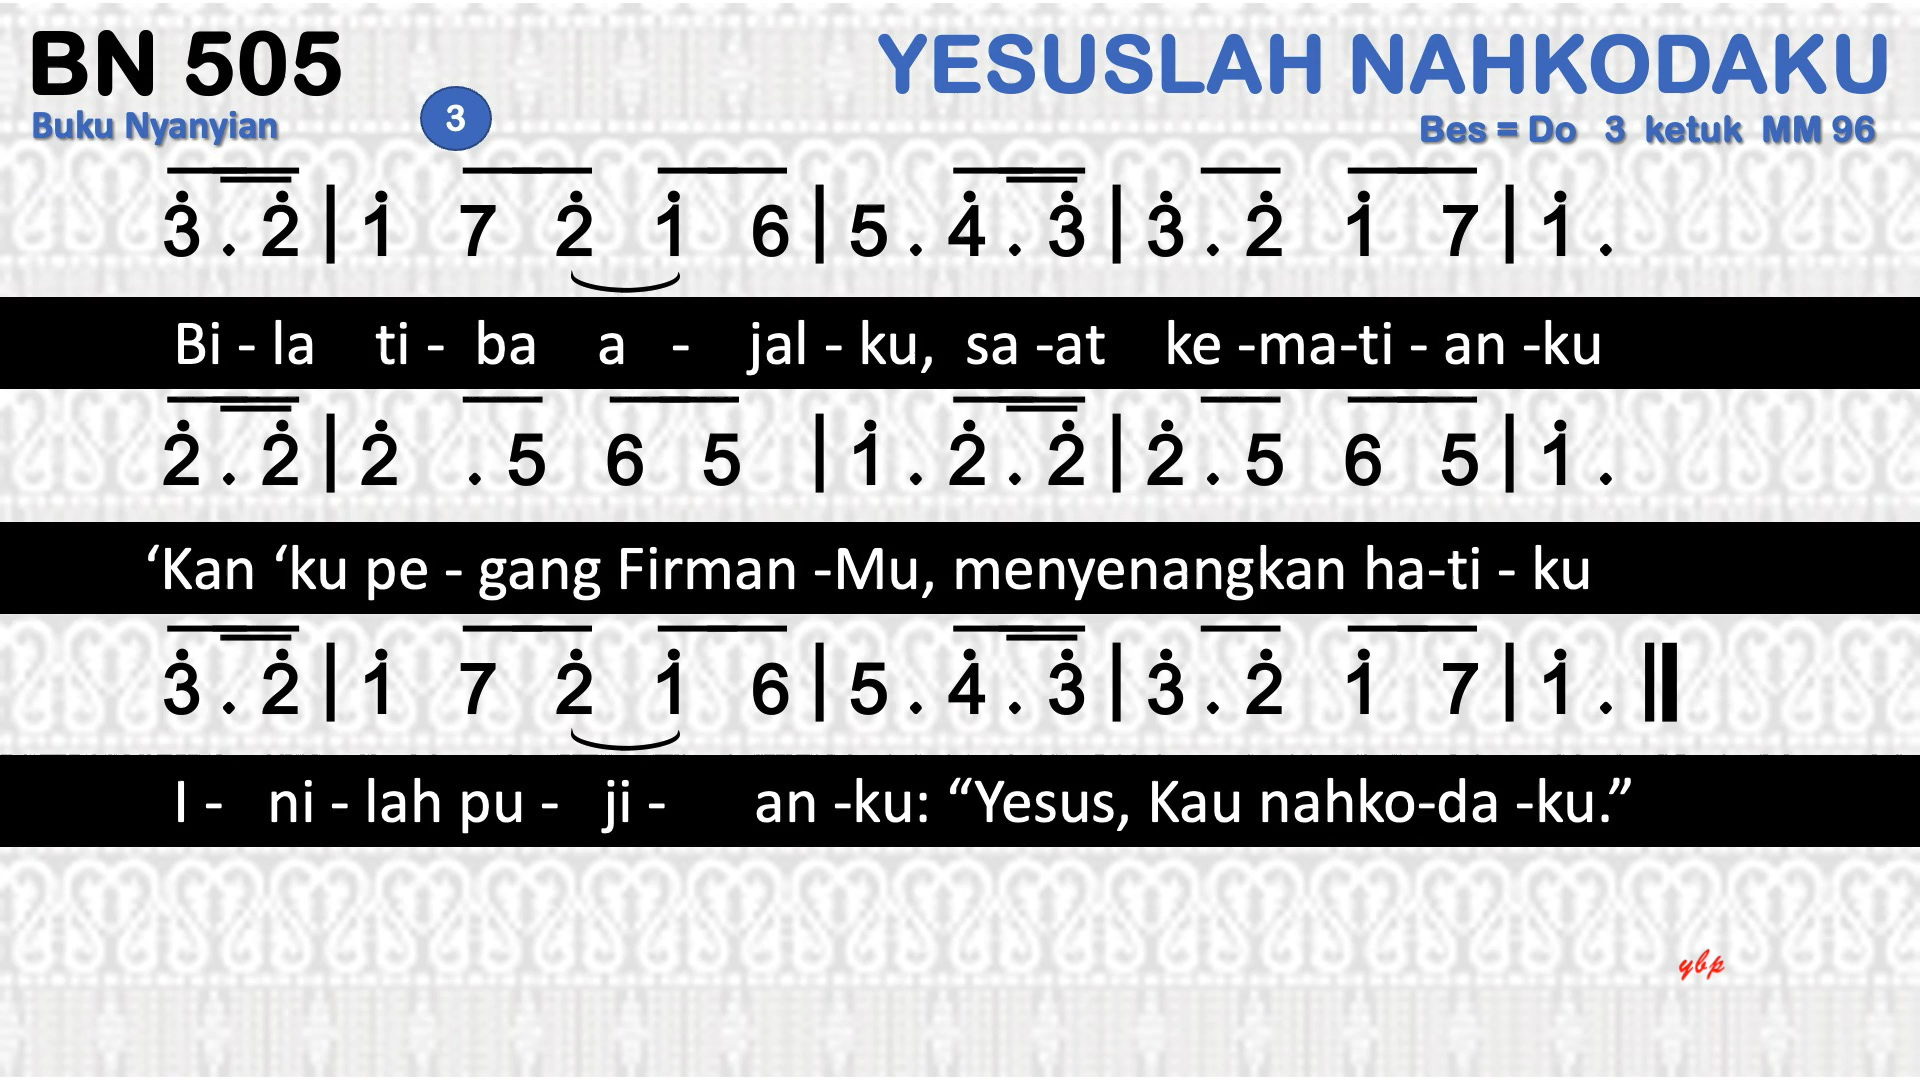 BN 505
YESUSLAH NAHKODAKU
Buku Nyanyian
3
Bes = Do 3 ketuk MM 96
3̇ . 2̇ | 1̇ 7 2̇ 1̇ 6 | 5 . 4̇ . 3̇ | 3̇ . 2̇ 1̇ 7 | 1̇ .
Bi - la ti - ba a - jal - ku, sa -at ke -ma-ti - an -ku
2̇ . 2̇ | 2̇ . 5 6 5 | 1̇ . 2̇ . 2̇ | 2̇ . 5 6 5 | 1̇ .
‘Kan ‘ku pe - gang Firman -Mu, menyenangkan ha-ti - ku
3̇ . 2̇ | 1̇ 7 2̇ 1̇ 6 | 5 . 4̇ . 3̇ | 3̇ . 2̇ 1̇ 7 | 1̇ . ||
I - ni - lah pu - ji - an -ku: “Yesus, Kau nahko-da -ku.”
ybp